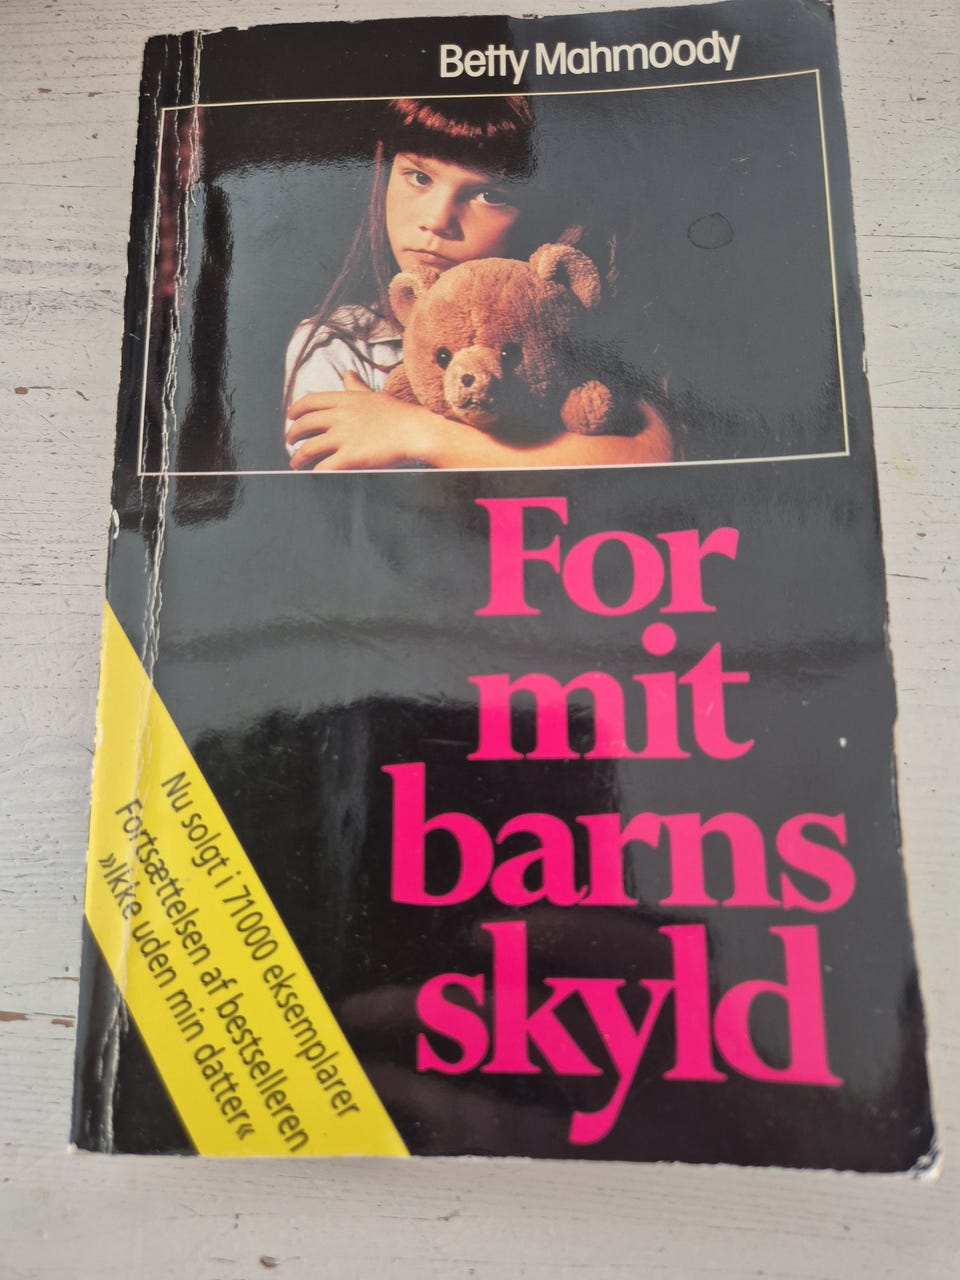 Betty Mahmoody
For
mit
barns
skyld
Nu solgt i 71000 eksemplarer
Fortsættelsen af bestselleren
»Ikke uden min datter«